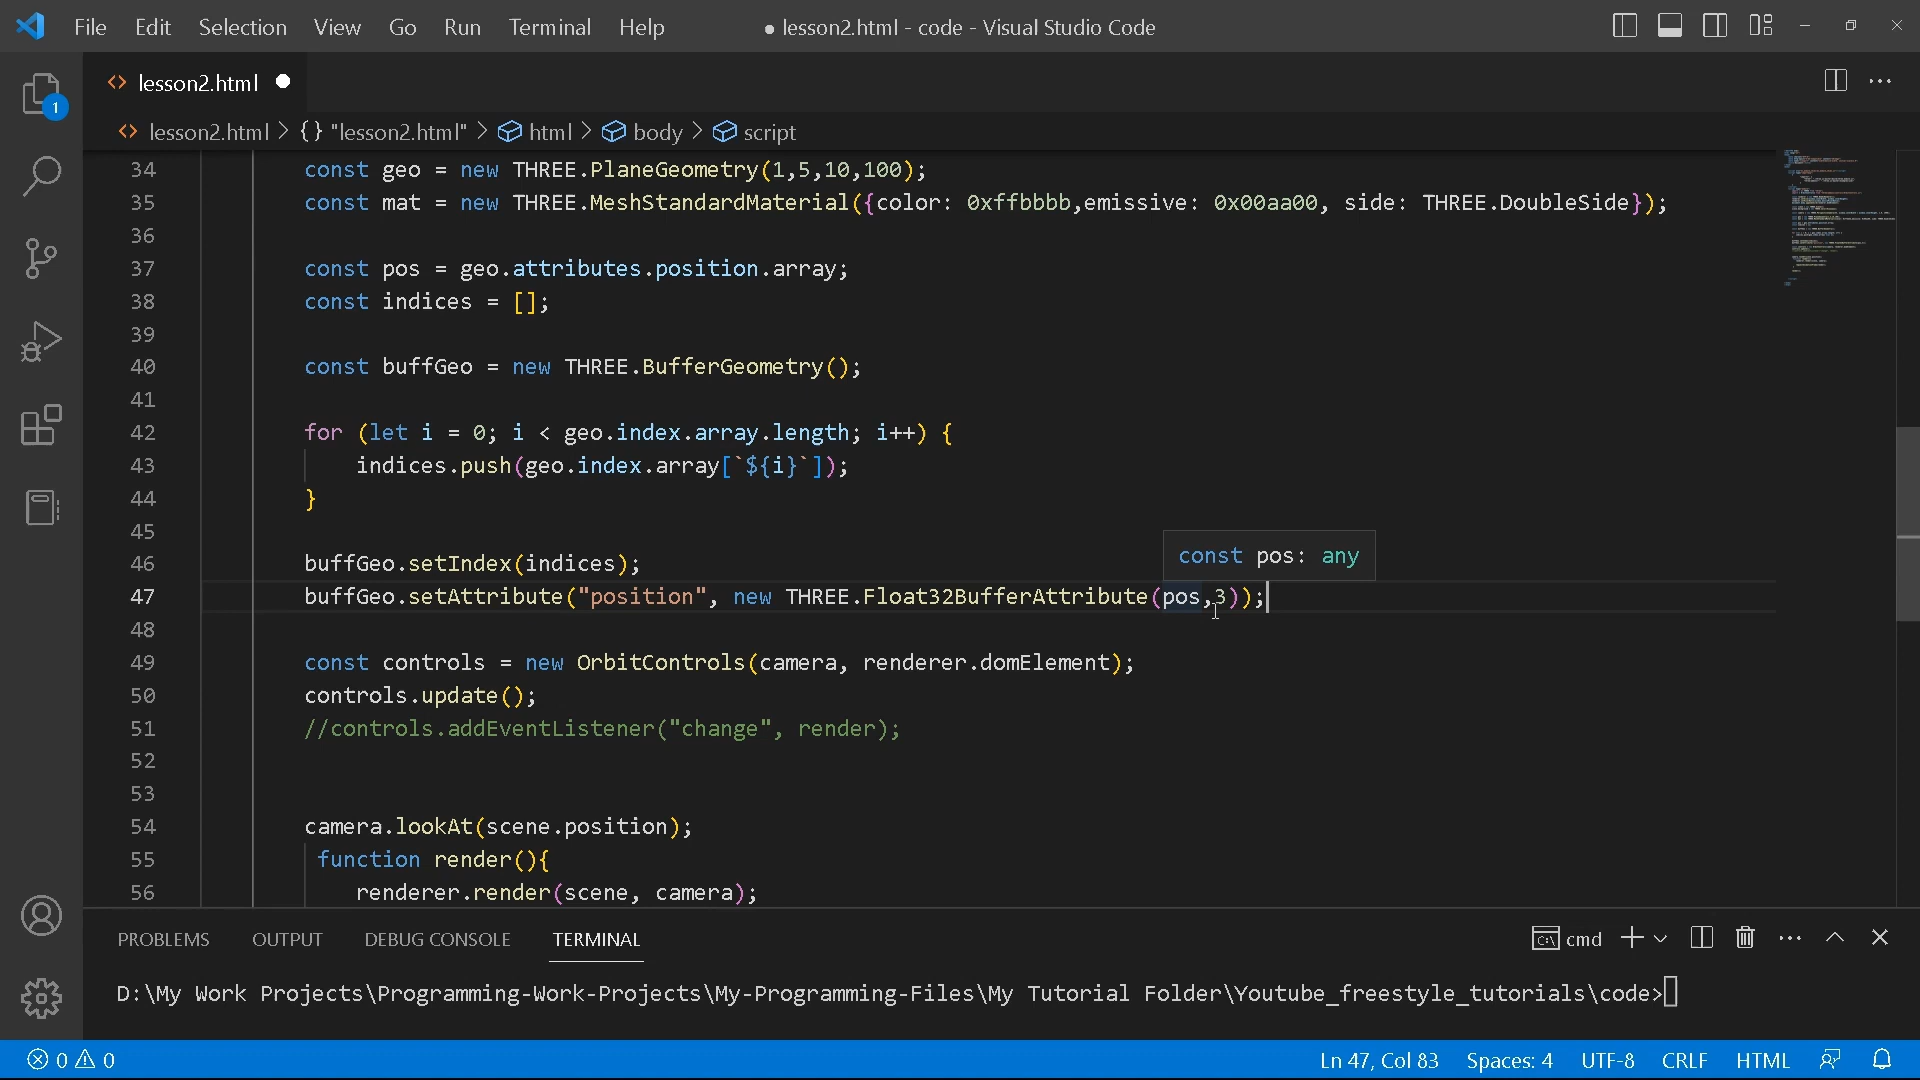 File Edit Selection View Go Run Terminal Help ● lesson2.html - code - Visual Studio Code
lesson2.html
lesson2.html > {} "lesson2.html" > html > body > script
34 const geo = new THREE.PlaneGeometry(1,5,10,100);
35 const mat = new THREE.MeshStandardMaterial({color: 0xffbbbb,emissive: 0x00aa00, side: THREE.DoubleSide});
36
37 const pos = geo.attributes.position.array;
38 const indices = [];
39
40 const buffGeo = new THREE.BufferGeometry();
41
42 for (let i = 0; i < geo.index.array.length; i++) {
43 indices.push(geo.index.array[`${i}`]);
44 }
45
const pos: any
46 buffGeo.setIndex(indices);
47 buffGeo.setAttribute("position", new THREE.Float32BufferAttribute(pos,3));
48
49 const controls = new OrbitControls(camera, renderer.domElement);
50 controls.update();
51 //controls.addEventListener("change", render);
52
53
54 camera.lookAt(scene.position);
55 function render(){
56 renderer.render(scene, camera);
PROBLEMS OUTPUT DEBUG CONSOLE TERMINAL cmd
D:\My Work Projects\Programming-Work-Projects\My-Programming-Files\My Tutorial Folder\Youtube_freestyle_tutorials\code>
0 0 Ln 47, Col 83 Spaces: 4 UTF-8 CRLF HTML
1